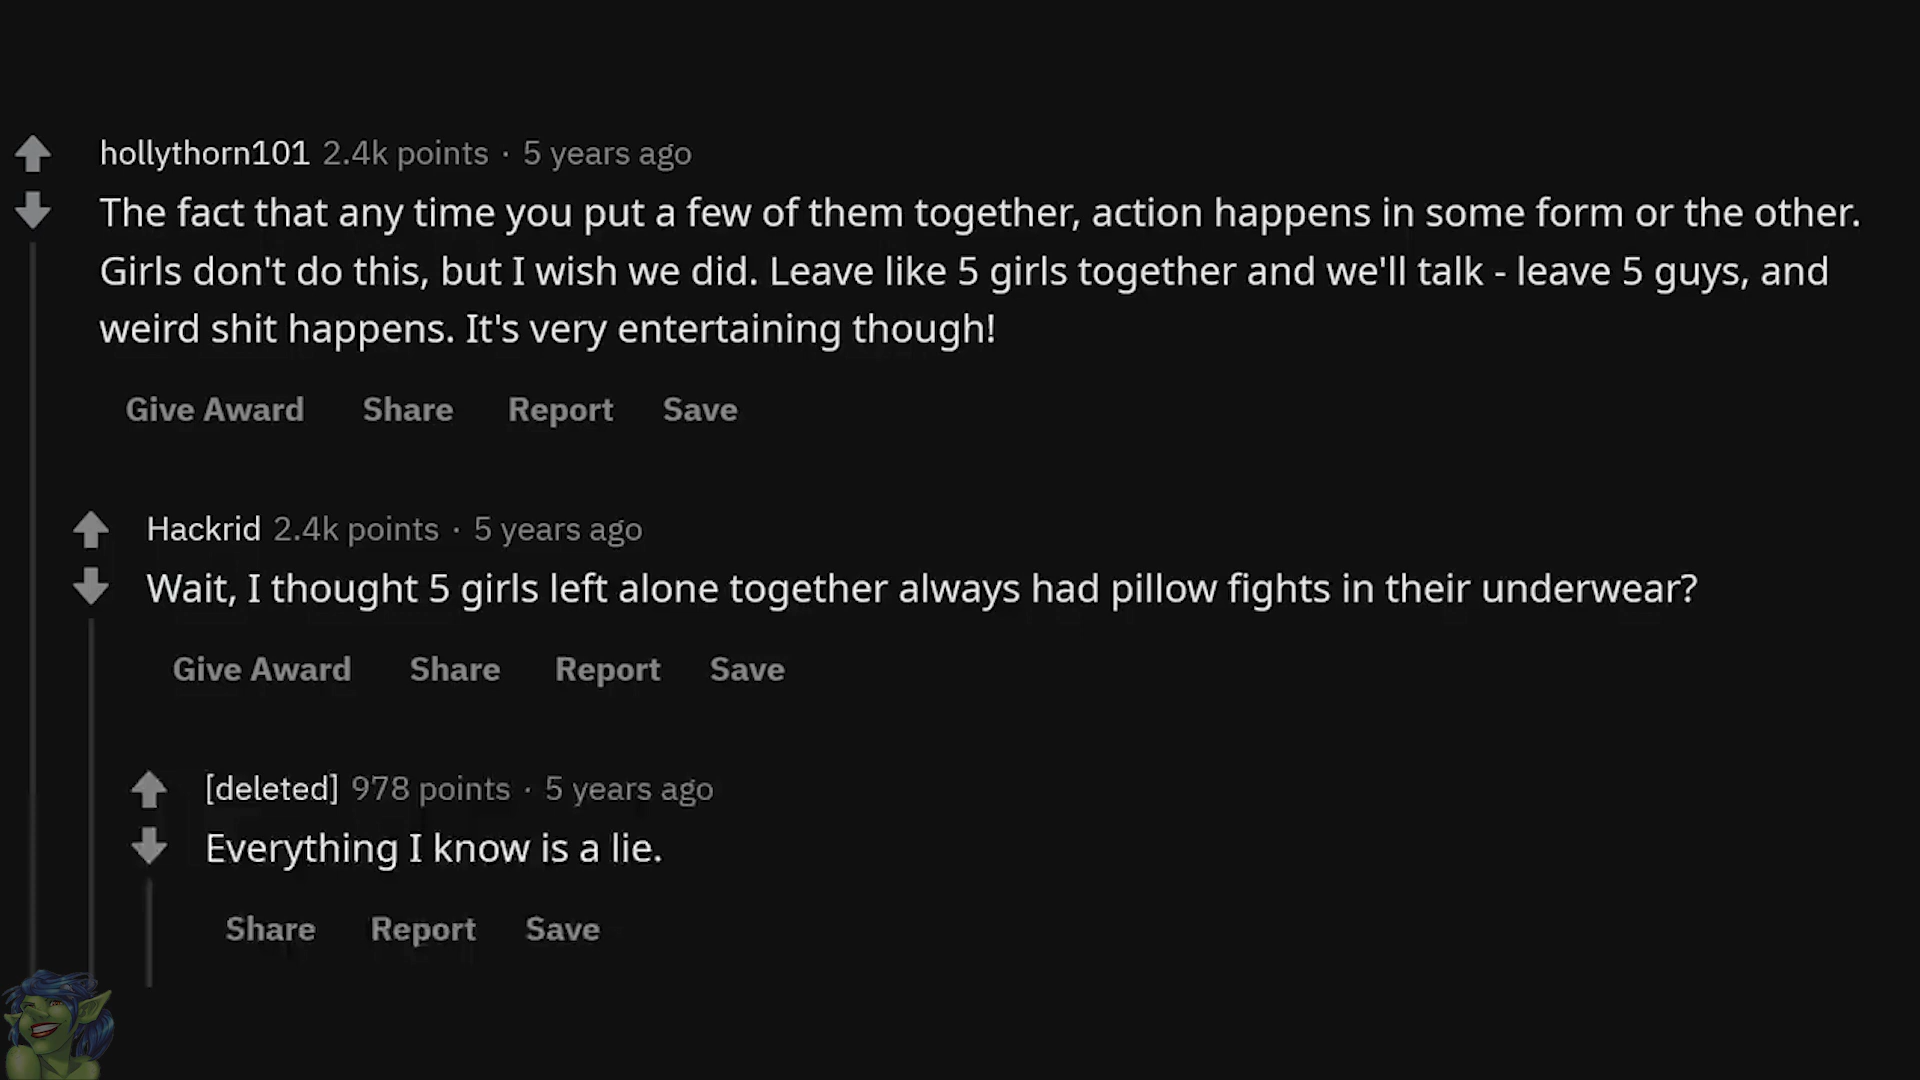 hollythorn101 2.4k points · 5 years ago
The fact that any time you put a few of them together, action happens in some form or the other.
Girls don't do this, but I wish we did. Leave like 5 girls together and we'll talk - leave 5 guys, and
weird shit happens. It's very entertaining though!
Give Award Share Report Save
Hackrid 2.4k points · 5 years ago
Wait, I thought 5 girls left alone together always had pillow fights in their underwear?
Give Award Share Report Save
[deleted] 978 points · 5 years ago
Everything I know is a lie.
Share Report Save